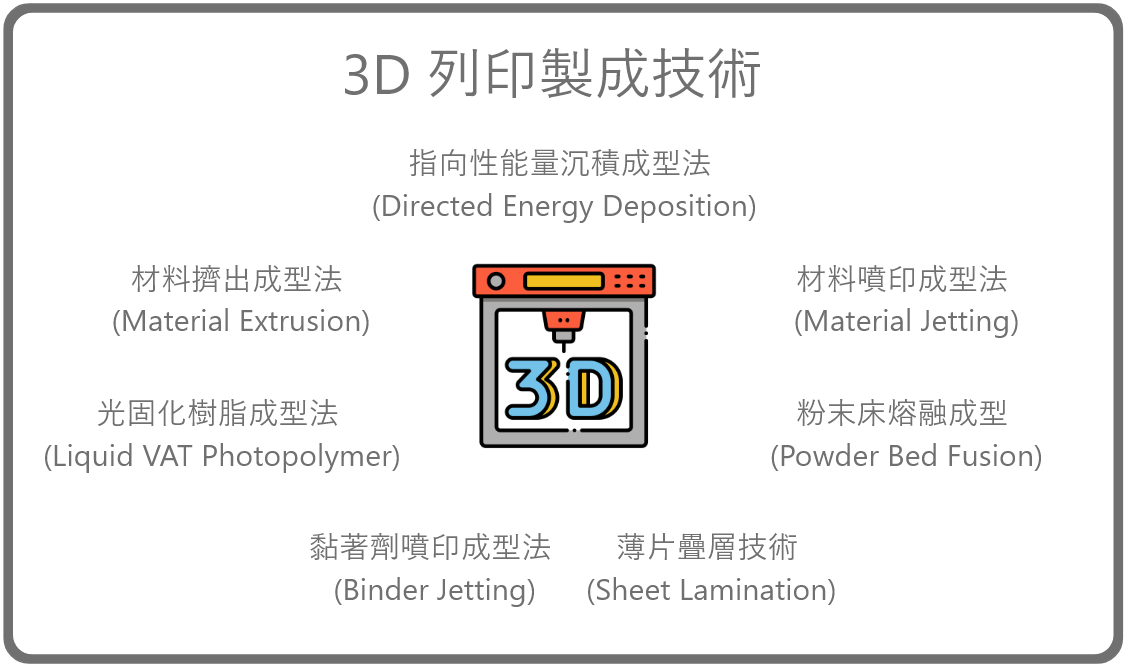 3D 列印製成技術
指向性能量沉積成型法
(Directed Energy Deposition)
材料擠出成型法
(Material Extrusion)
材料噴印成型法
(Material Jetting)
3D
光固化樹脂成型法
(Liquid VAT Photopolymer)
粉末床熔融成型
(Powder Bed Fusion)
黏著劑噴印成型法
(Binder Jetting)
薄片疊層技術
(Sheet Lamination)